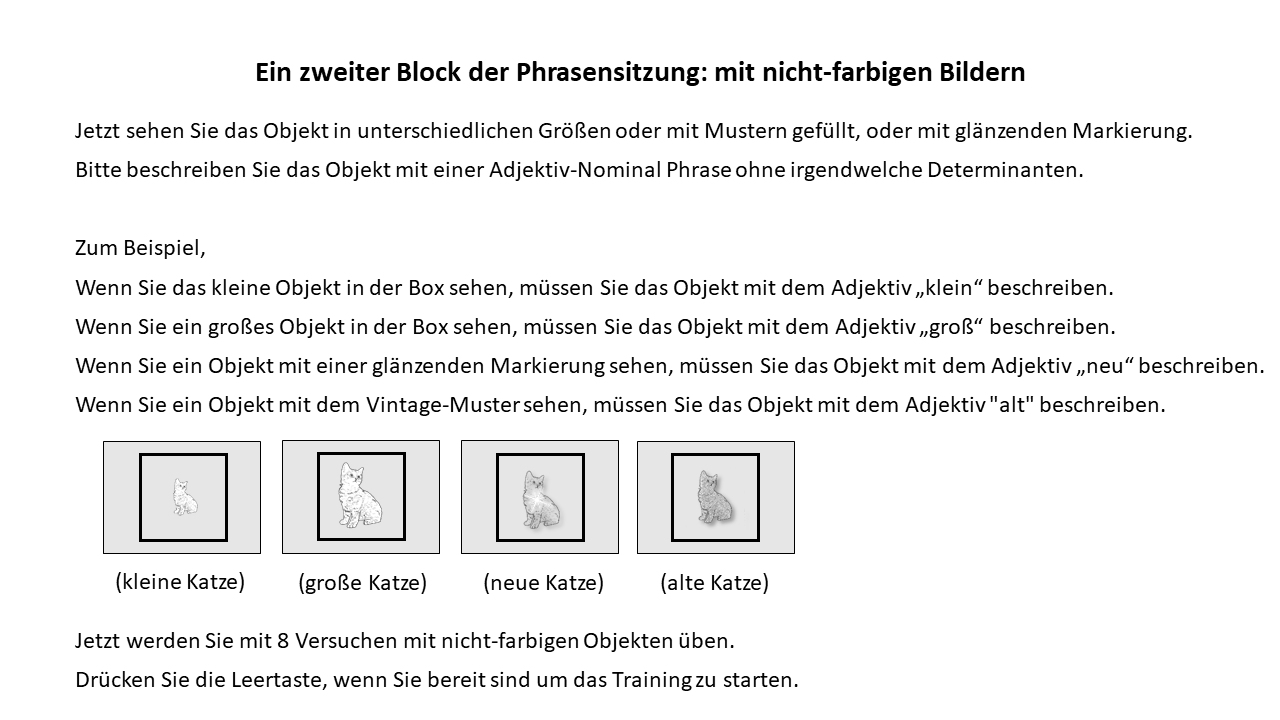 Ein zweiter Block der Phrasensitzung: mit nicht-farbigen Bildern
Jetzt sehen Sie das Objekt in unterschiedlichen Größen oder mit Mustern gefüllt, oder mit glänzenden Markierung.
Bitte beschreiben Sie das Objekt mit einer Adjektiv-Nominal Phrase ohne irgendwelche Determinanten.
Zum Beispiel,
Wenn Sie das kleine Objekt in der Box sehen, müssen Sie das Objekt mit dem Adjektiv „klein“ beschreiben.
Wenn Sie ein großes Objekt in der Box sehen, müssen Sie das Objekt mit dem Adjektiv „groß“ beschreiben.
Wenn Sie ein Objekt mit einer glänzenden Markierung sehen, müssen Sie das Objekt mit dem Adjektiv „neu“ beschreiben.
Wenn Sie ein Objekt mit dem Vintage-Muster sehen, müssen Sie das Objekt mit dem Adjektiv "alt" beschreiben.
(kleine Katze) (große Katze) (neue Katze) (alte Katze)
Jetzt werden Sie mit 8 Versuchen mit nicht-farbigen Objekten üben.
Drücken Sie die Leertaste, wenn Sie bereit sind um das Training zu starten.